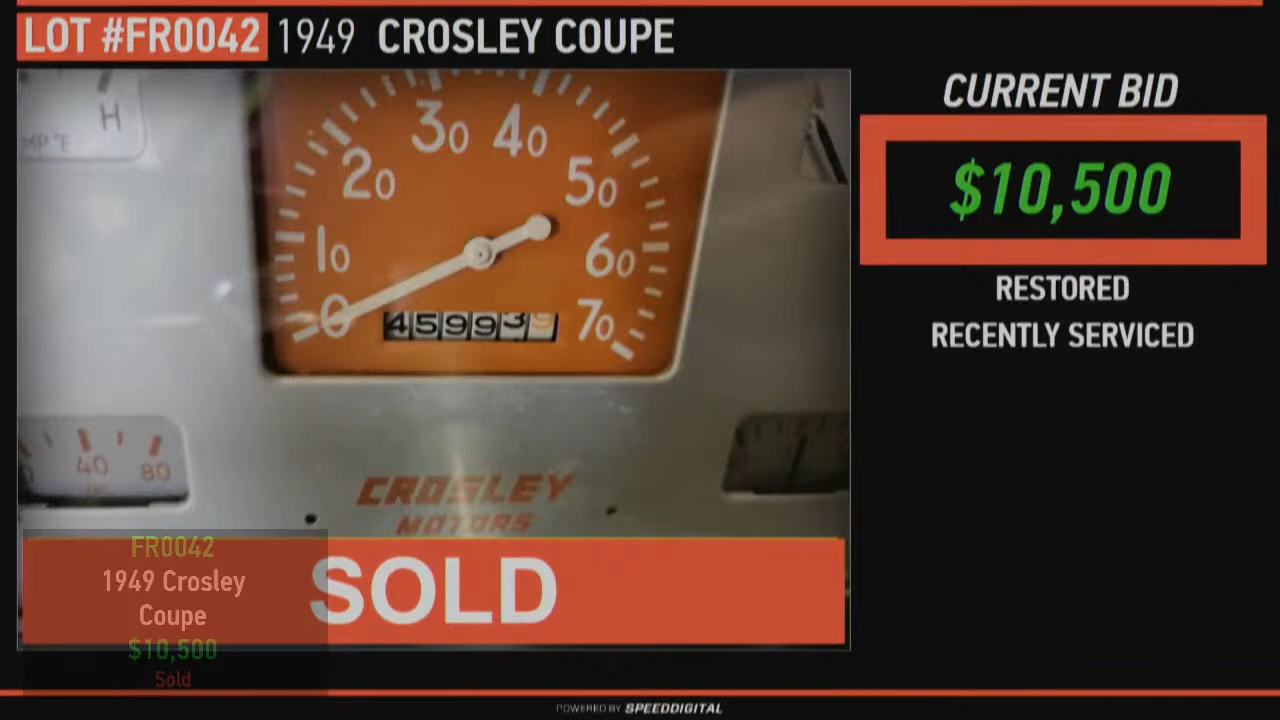 LOT #FR0042 1949 CROSLEY COUPE
CURRENT BID
$10,500
RESTORED
RECENTLY SERVICED
H
0 10 20 30 40 50 60 70
45993
40 80
CROSLEY
MOTORS
SOLD
FR0042
1949 Crosley
Coupe
$10,500
Sold
POWERED BY SPEEDDIGITAL